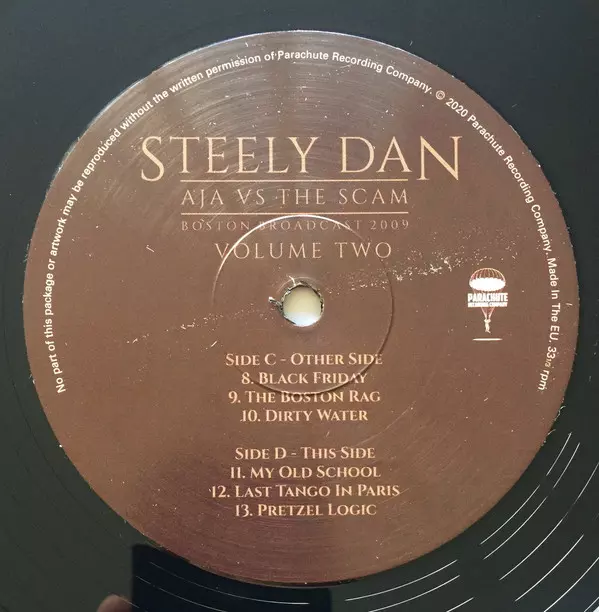 No part of this package or artwork may be reproduced without the written permission of Parachute Recording Company. © 2020 Parachute Recording Company. Made In The EU. 33⅓ rpm
STEELY DAN
AJA VS THE SCAM
BOSTON BROADCAST 2009
VOLUME TWO
PARACHUTE
RECORDING COMPANY
SIDE C - OTHER SIDE
8. BLACK FRIDAY
9. THE BOSTON RAG
10. DIRTY WATER
SIDE D - THIS SIDE
11. MY OLD SCHOOL
12. LAST TANGO IN PARIS
13. PRETZEL LOGIC